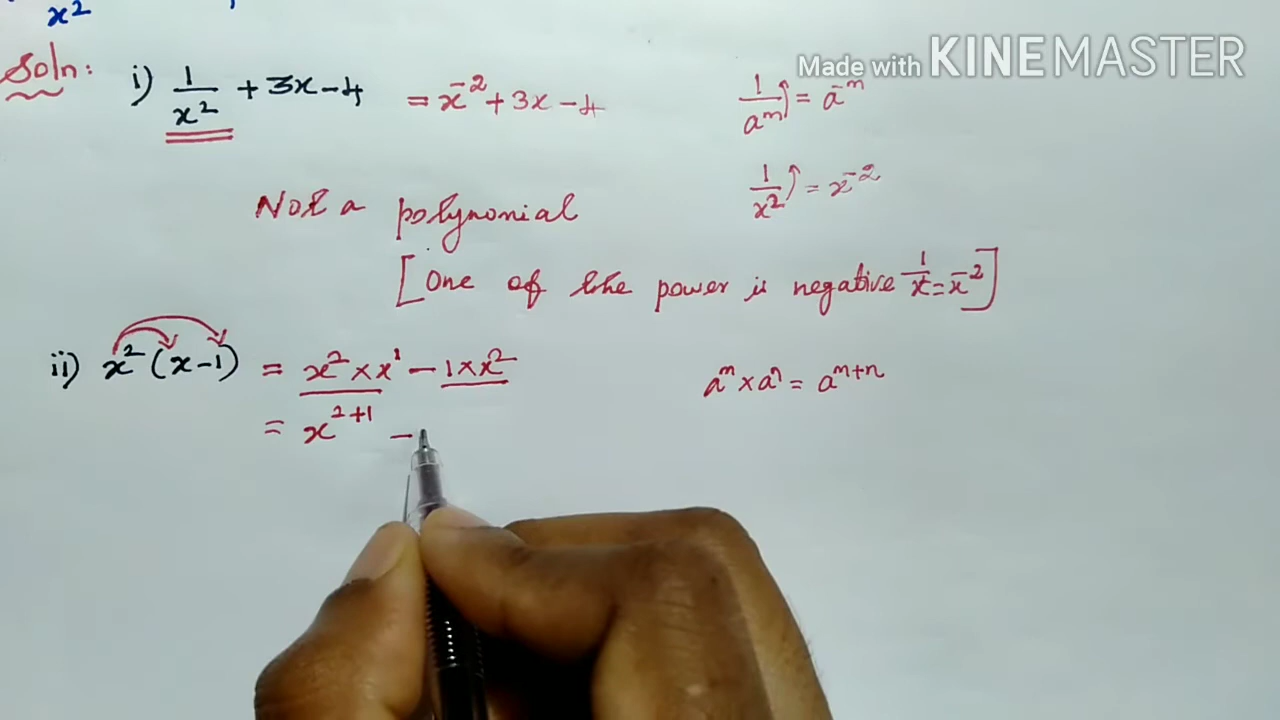 x²
Made with KINEMASTER
Soln:
i) 1/x² + 3x - 4 = x⁻² + 3x - 4
1/aᵐ = a⁻ᵐ
1/x² = x⁻²
Not a polynomial
[One of the power is negative 1/x = x⁻²]
ii) x² (x - 1) = x² × x¹ - 1 × x²
aᵐ × aⁿ = aᵐ⁺ⁿ
= x²⁺¹ -